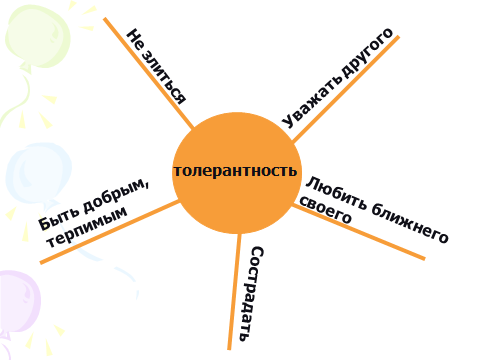 Не злиться
Уважать другого
толерантность
Любить ближнего
своего
Быть добрым,
терпимым
Сострадать